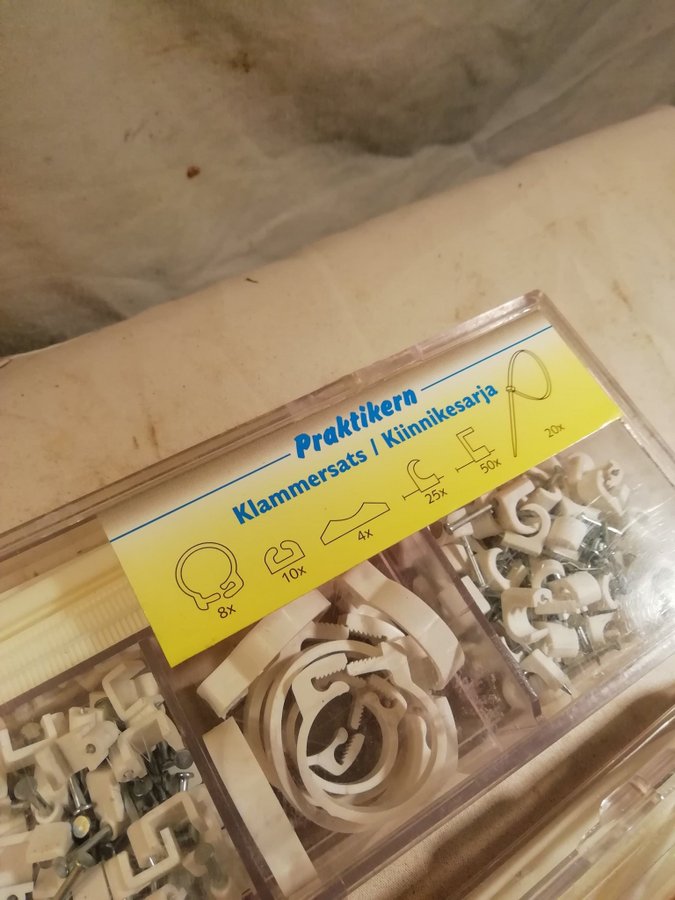 Praktikern
Klammersats / Kiinnikesarja
8x
10x
4x
25x
50x
20x